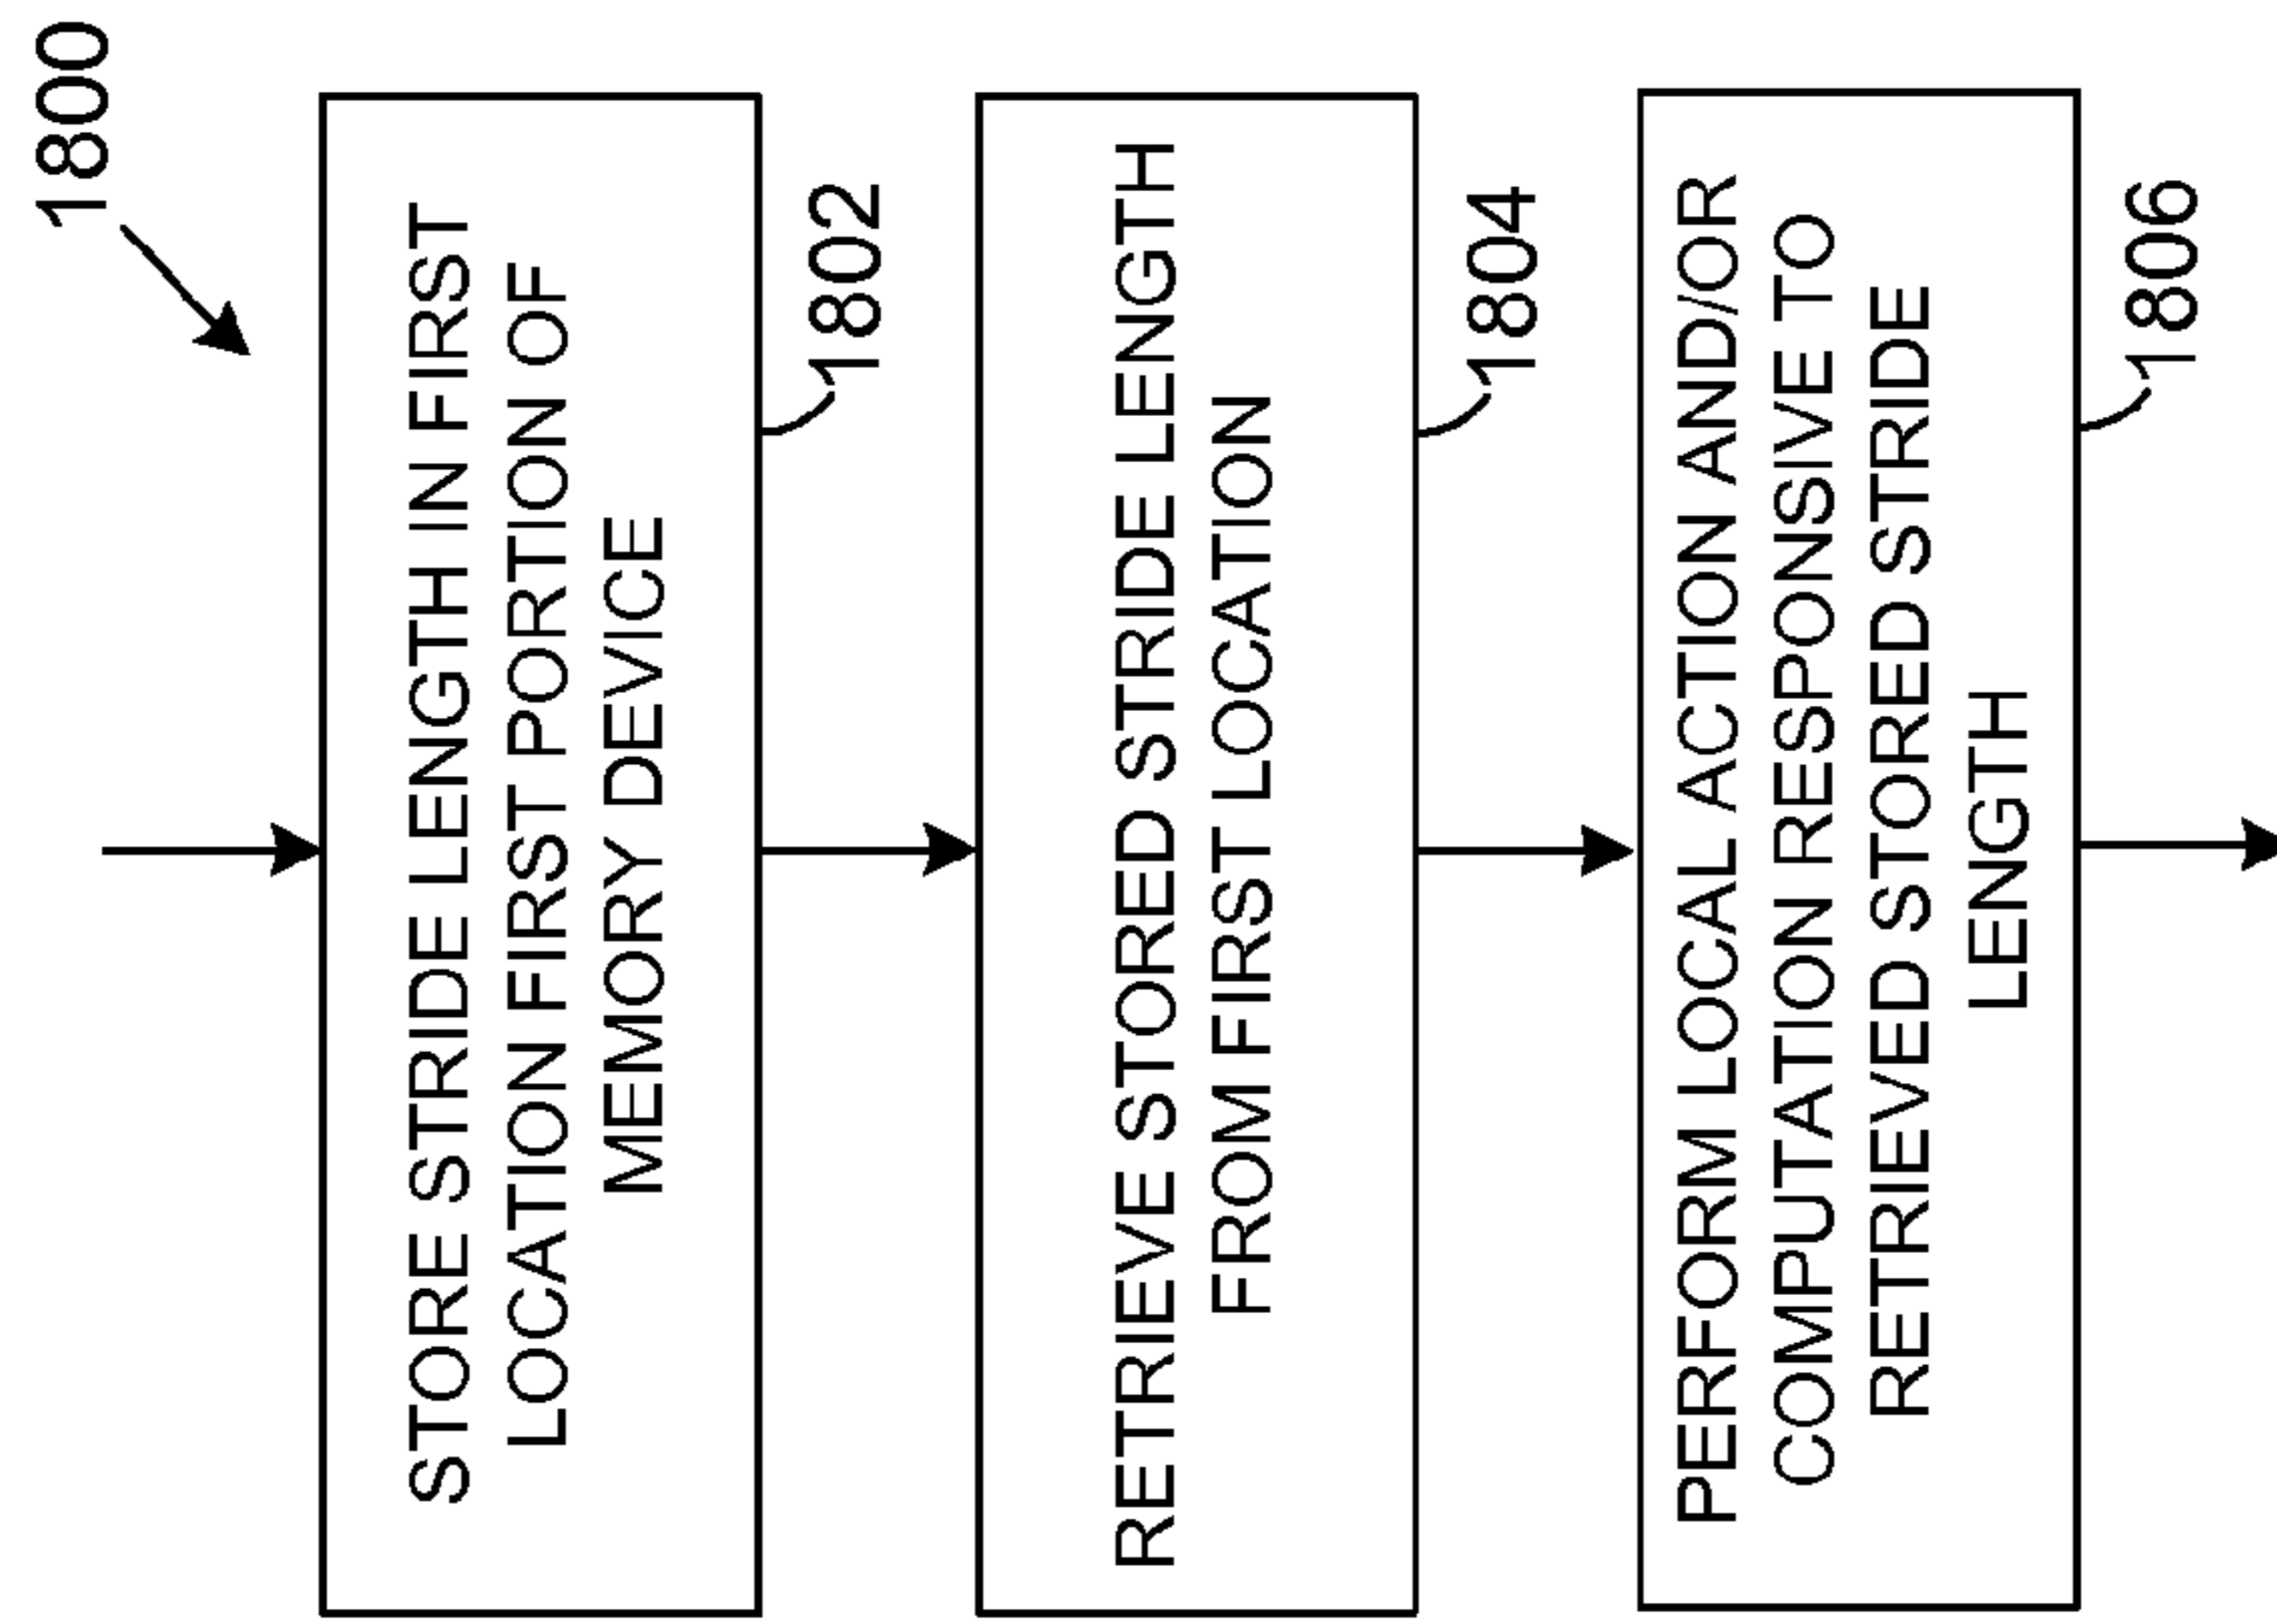 1800
STORE STRIDE LENGTH IN FIRST
LOCATION FIRST PORTION OF
MEMORY DEVICE
1802
RETRIEVE STORED STRIDE LENGTH
FROM FIRST LOCATION
1804
PERFORM LOCAL ACTION AND/OR
COMPUTATION RESPONSIVE TO
RETRIEVED STORED STRIDE
LENGTH
1806